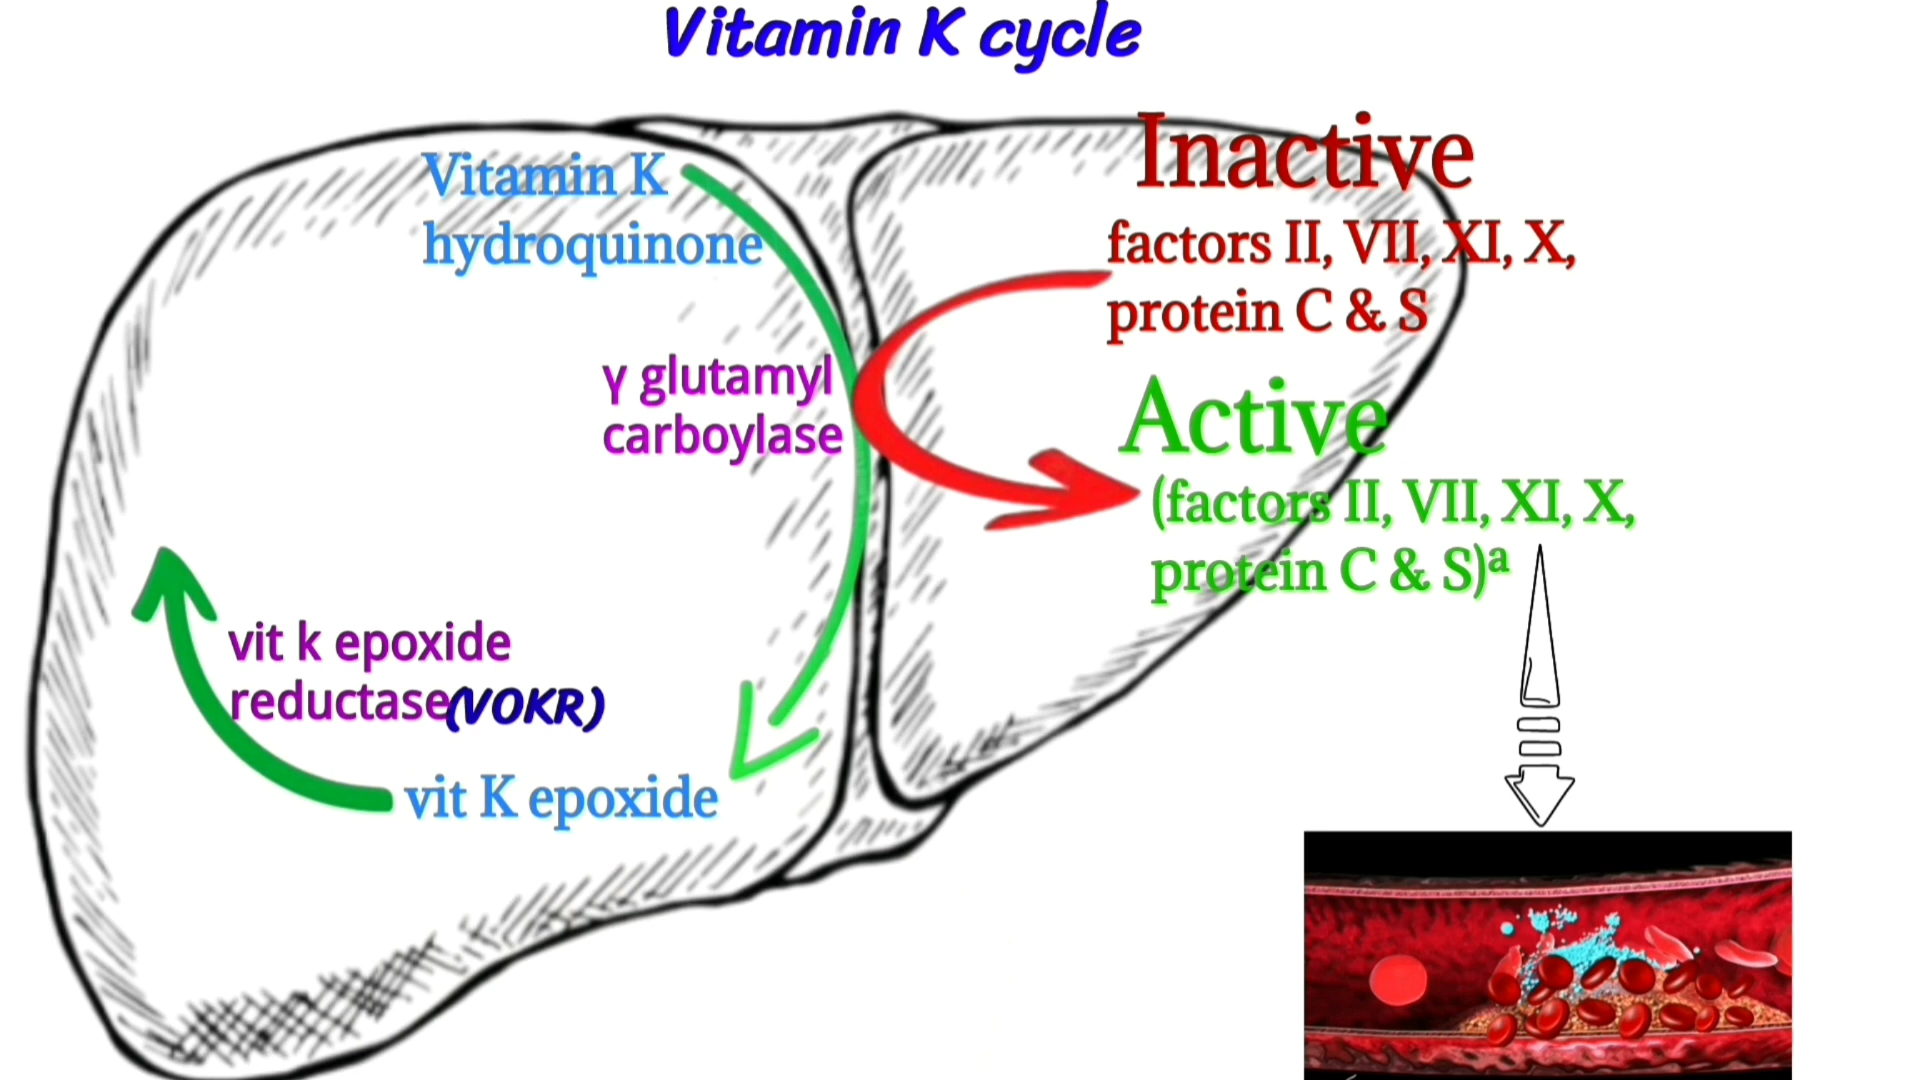 Vitamin K cycle
Vitamin K
hydroquinone
Inactive
factors II, VII, XI, X,
protein C & S
γ glutamyl
carboylase
Active
(factors II, VII, XI, X,
protein C & S)ᵃ
vit k epoxide
reductase(VOKR)
vit K epoxide